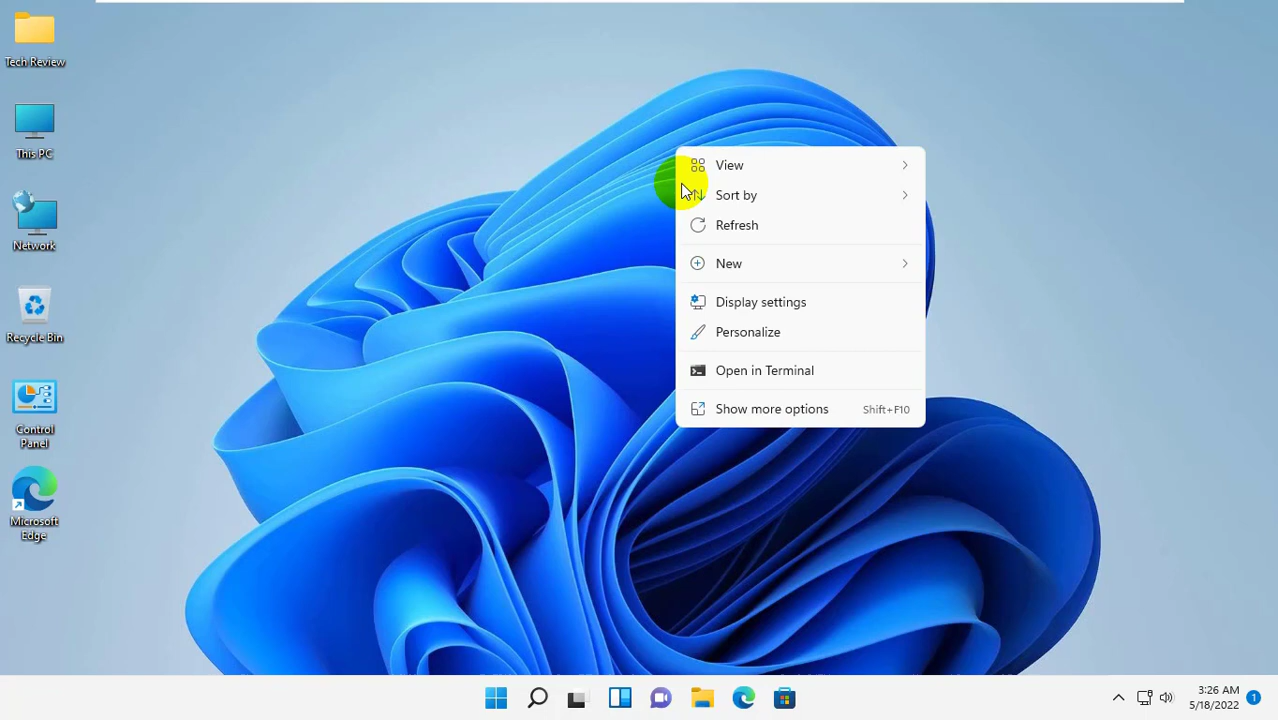 Tech Review
This PC
Network
Recycle Bin
Control
Panel
Microsoft
Edge
View
Sort by
Refresh
New
Display settings
Personalize
Open in Terminal
Show more options Shift+F10
3:26 AM
5/18/2022
1